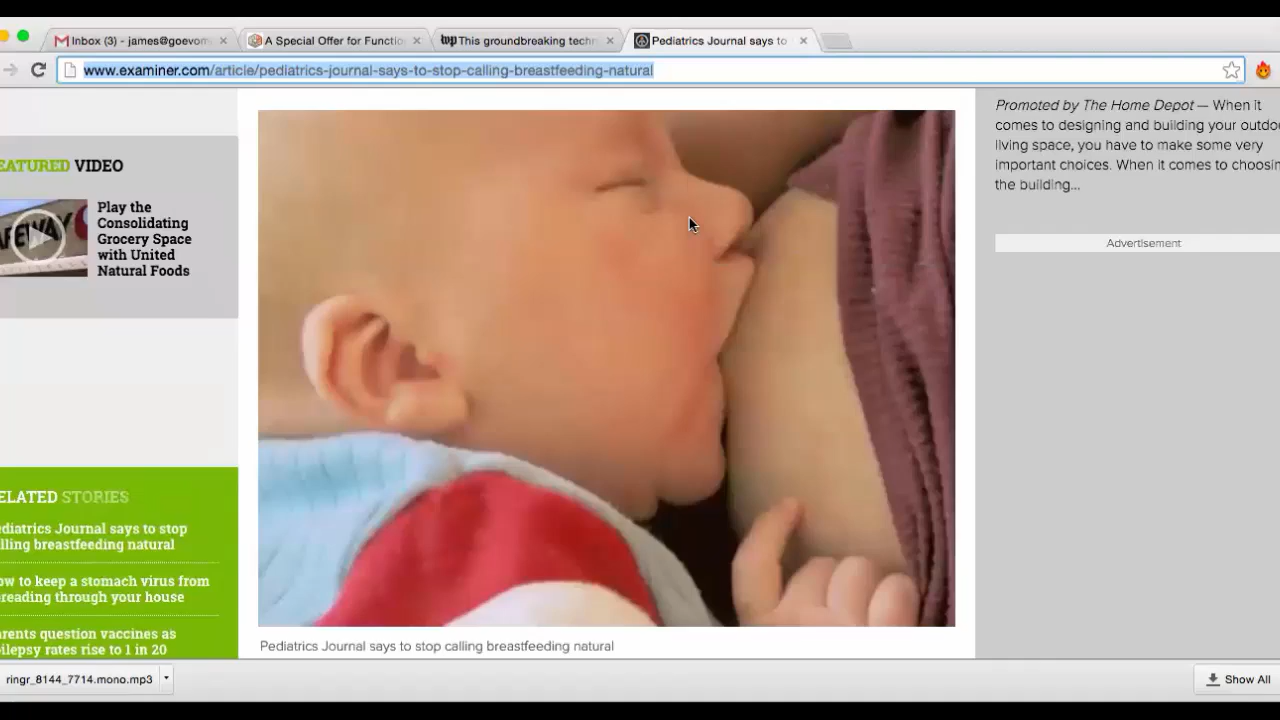 Inbox (3) - james@goevom
A Special Offer for Functio
wp This groundbreaking tech
Pediatrics Journal says to
www.examiner.com/article/pediatrics-journal-says-to-stop-calling-breastfeeding-natural
EATURED VIDEO
AFEWAY
Play the
Consolidating
Grocery Space
with United
Natural Foods
ELATED STORIES
ediatrics Journal says to stop
lling breastfeeding natural
ow to keep a stomach virus from
reading through your house
arents question vaccines as
ilepsy rates rise to 1 in 20
Pediatrics Journal says to stop calling breastfeeding natural
Promoted by The Home Depot — When it
comes to designing and building your outdo
living space, you have to make some very
important choices. When it comes to choosin
the building...
Advertisement
ringr_8144_7714.mono.mp3
Show All